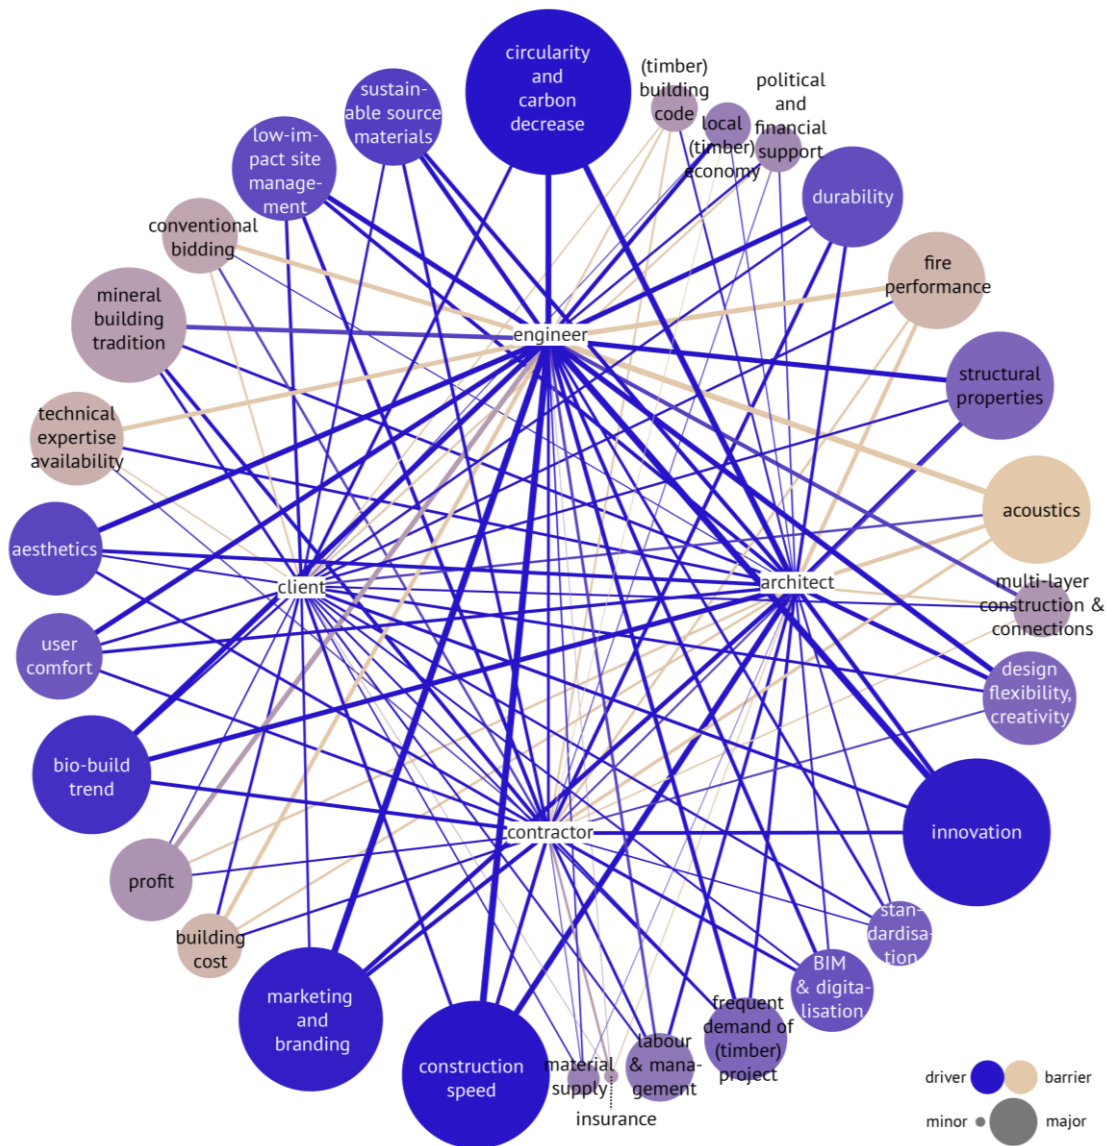 circularity
and
carbon
decrease
(timber)
building
code
local
(timber)
economy
political
and
financial
support
durability
fire
performance
structural
properties
acoustics
multi-layer
construction &
connections
design
flexibility,
creativity
innovation
stan-
dardisa-
tion
BIM
& digita-
lisation
frequent
demand of
(timber)
project
labour
& mana-
gement
insurance
material
supply
construction
speed
marketing
and
branding
building
cost
profit
bio-build
trend
user
comfort
aesthetics
technical
expertise
availability
mineral
building
tradition
conventional
bidding
low-im-
pact site
manage-
ment
sustain-
able source
materials
engineer
client
architect
contractor
driver
barrier
minor
major